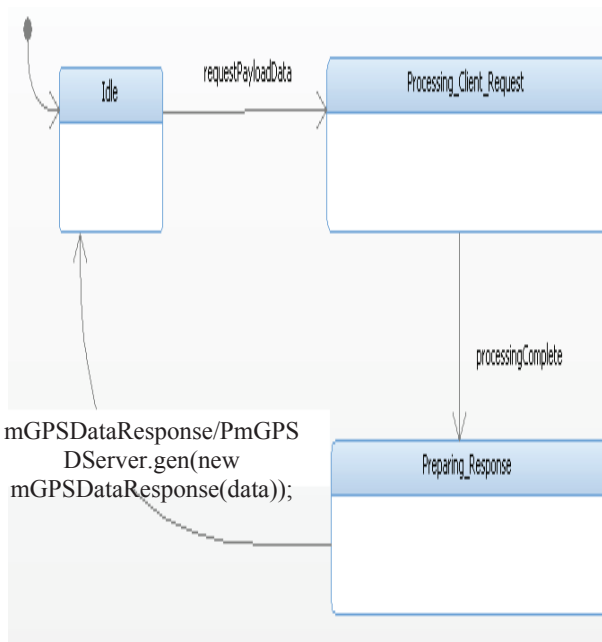 Idle
requestPayloadData
Processing_Client_Request
processingComplete
mGPSDataResponse/PmGPS
DServer.gen(new
mGPSDataResponse(data));
Preparing_Response